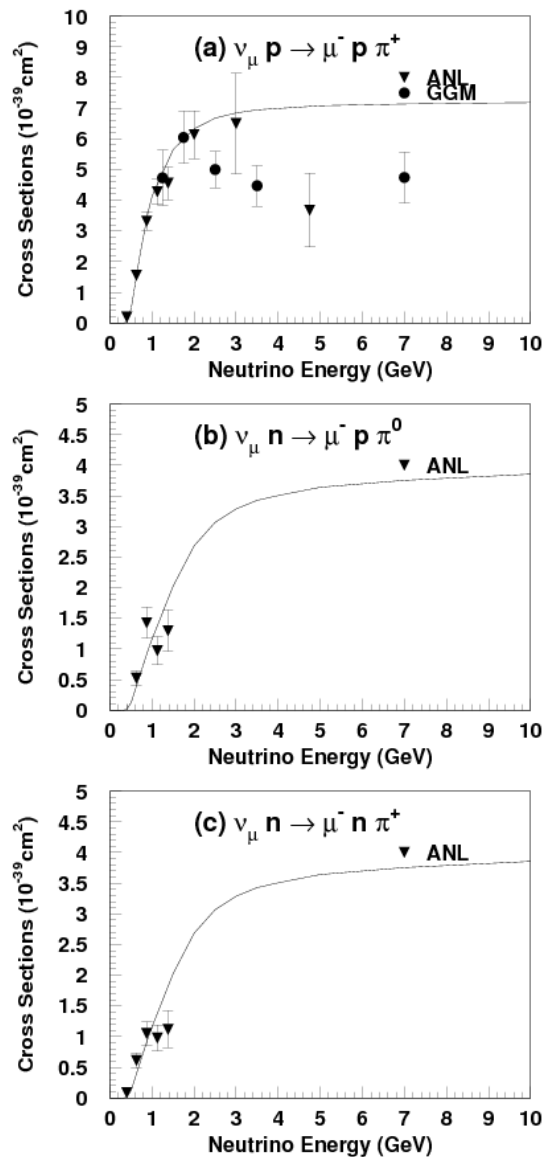 (a) νμ p → μ- p π+
ANL
GGM
Cross Sections (10-39cm2)
10
9
8
7
6
5
4
3
2
1
0
0 1 2 3 4 5 6 7 8 9 10
Neutrino Energy (GeV)
(b) νμ n → μ- p π0
ANL
Cross Sections (10-39cm2)
5
4.5
4
3.5
3
2.5
2
1.5
1
0.5
0
0 1 2 3 4 5 6 7 8 9 10
Neutrino Energy (GeV)
(c) νμ n → μ- n π+
ANL
Cross Sections (10-39cm2)
5
4.5
4
3.5
3
2.5
2
1.5
1
0.5
0
0 1 2 3 4 5 6 7 8 9 10
Neutrino Energy (GeV)